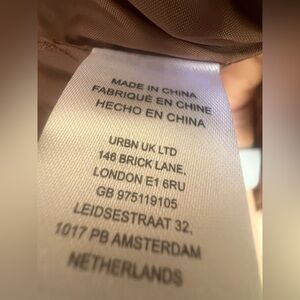 MADE IN CHINA
FABRIQUÉ EN CHINE
HECHO EN CHINA
URBN UK LTD
146 BRICK LANE,
LONDON E1 6RU
GB 975119105
LEIDSESTRAAT 32,
1017 PB AMSTERDAM
NETHERLANDS